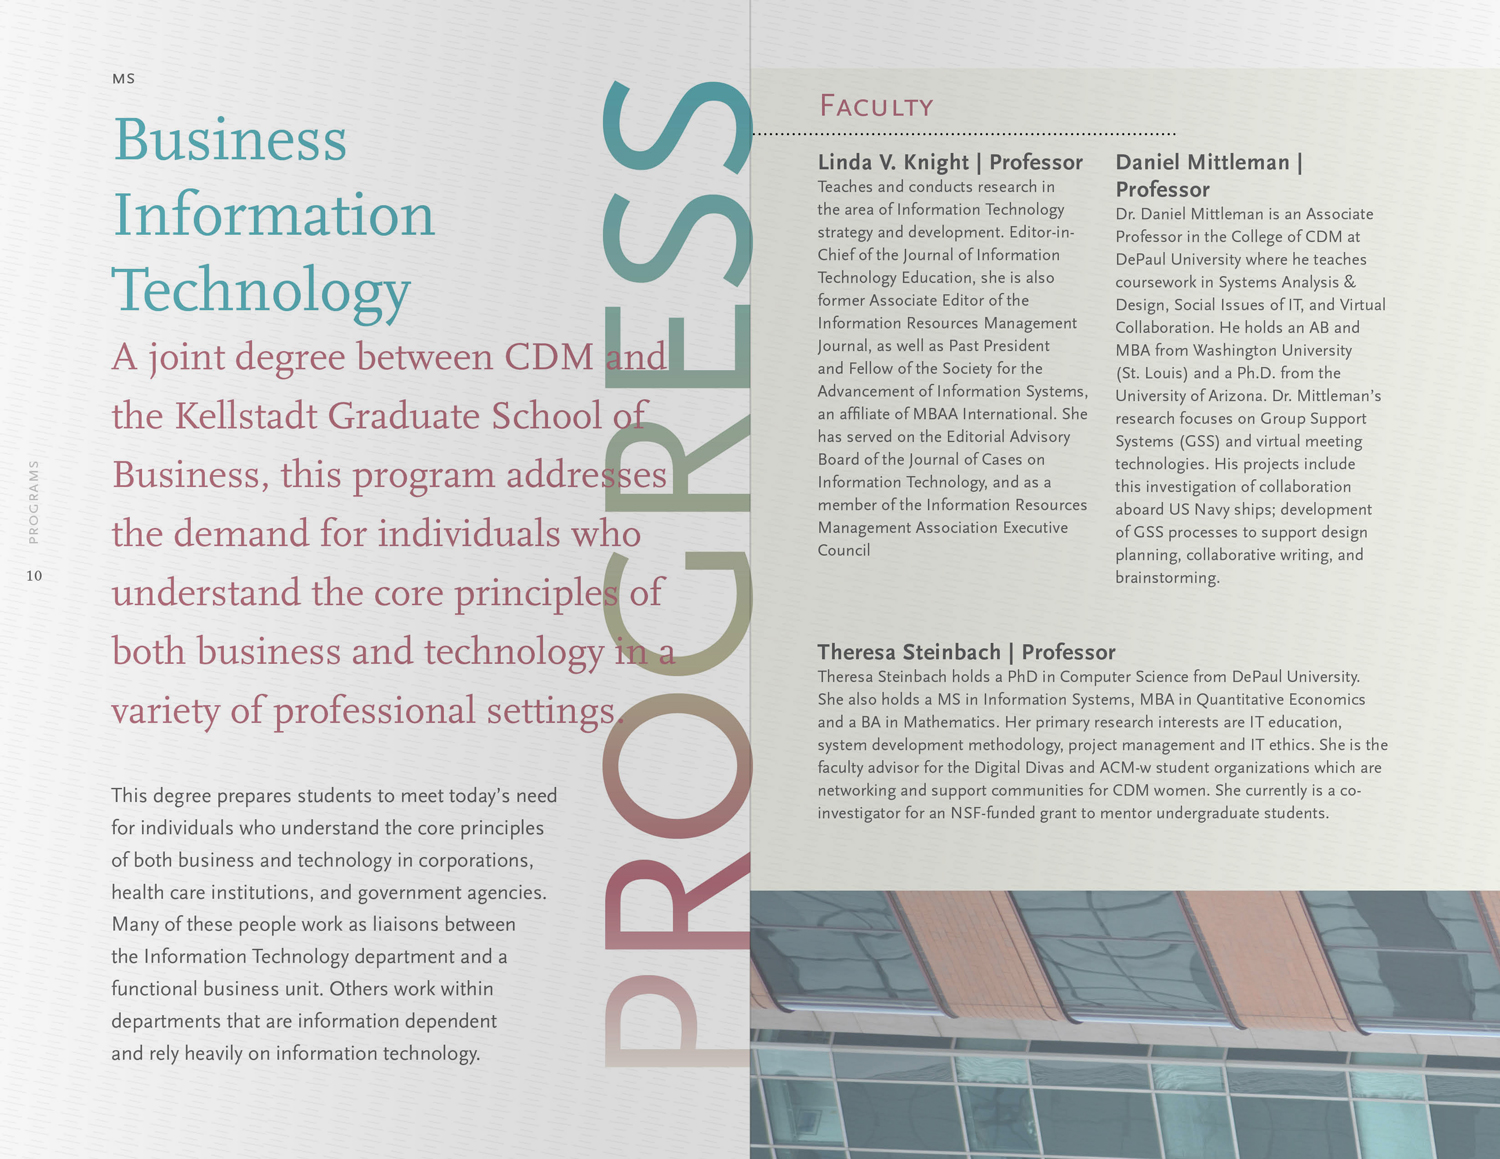 MS
Business
Information
Technology
A joint degree between CDM and
the Kellstadt Graduate School of
Business, this program addresses
the demand for individuals who
understand the core principles of
both business and technology in a
variety of professional settings.
This degree prepares students to meet today’s need
for individuals who understand the core principles
of both business and technology in corporations,
health care institutions, and government agencies.
Many of these people work as liaisons between
the Information Technology department and a
functional business unit. Others work within
departments that are information dependent
and rely heavily on information technology.
PROGRAMS
10
PROGRESS
Faculty
Linda V. Knight | Professor
Teaches and conducts research in
the area of Information Technology
strategy and development. Editor-in-
Chief of the Journal of Information
Technology Education, she is also
former Associate Editor of the
Information Resources Management
Journal, as well as Past President
and Fellow of the Society for the
Advancement of Information Systems,
an affiliate of MBAA International. She
has served on the Editorial Advisory
Board of the Journal of Cases on
Information Technology, and as a
member of the Information Resources
Management Association Executive
Council
Daniel Mittleman |
Professor
Dr. Daniel Mittleman is an Associate
Professor in the College of CDM at
DePaul University where he teaches
coursework in Systems Analysis &
Design, Social Issues of IT, and Virtual
Collaboration. He holds an AB and
MBA from Washington University
(St. Louis) and a Ph.D. from the
University of Arizona. Dr. Mittleman’s
research focuses on Group Support
Systems (GSS) and virtual meeting
technologies. His projects include
this investigation of collaboration
aboard US Navy ships; development
of GSS processes to support design
planning, collaborative writing, and
brainstorming.
Theresa Steinbach | Professor
Theresa Steinbach holds a PhD in Computer Science from DePaul University.
She also holds a MS in Information Systems, MBA in Quantitative Economics
and a BA in Mathematics. Her primary research interests are IT education,
system development methodology, project management and IT ethics. She is the
faculty advisor for the Digital Divas and ACM-w student organizations which are
networking and support communities for CDM women. She currently is a co-
investigator for an NSF-funded grant to mentor undergraduate students.